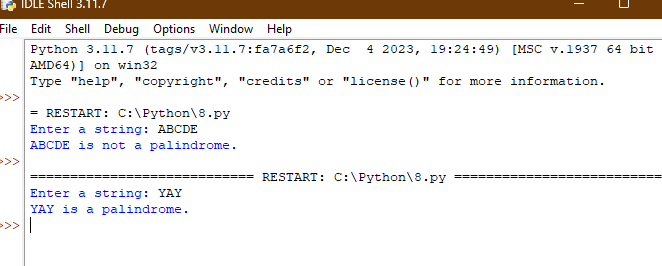 IDLE Shell 3.11.7
File Edit Shell Debug Options Window Help
Python 3.11.7 (tags/v3.11.7:fa7a6f2, Dec  4 2023, 19:24:49) [MSC v.1937 64 bit
AMD64)] on win32
Type "help", "copyright", "credits" or "license()" for more information.
>>>
= RESTART: C:\Python\8.py
Enter a string: ABCDE
ABCDE is not a palindrome.
>>>
============================ RESTART: C:\Python\8.py ==========================
Enter a string: YAY
YAY is a palindrome.
>>>